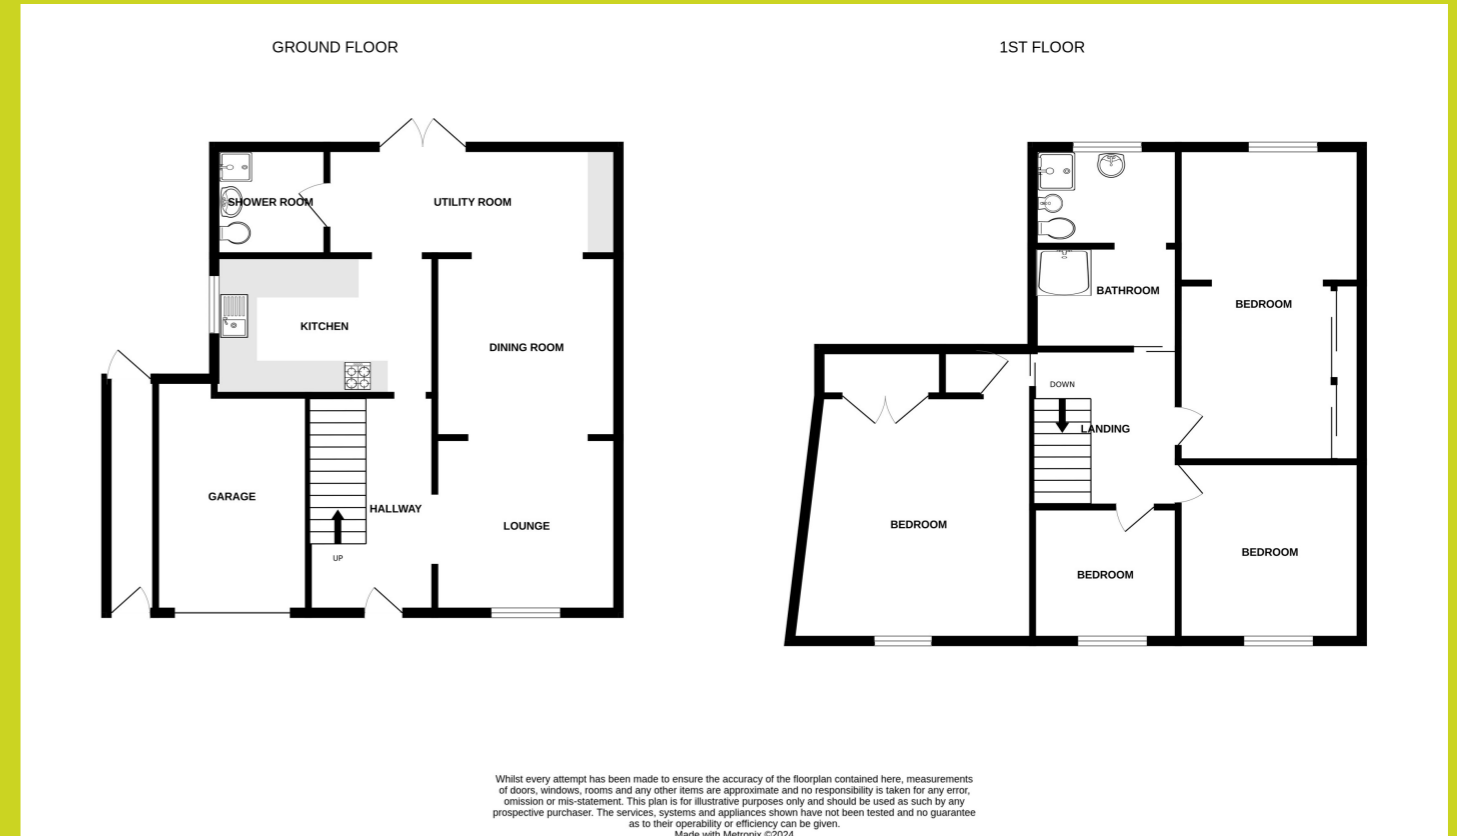 GROUND FLOOR
SHOWER ROOM
UTILITY ROOM
KITCHEN
DINING ROOM
GARAGE
HALLWAY
LOUNGE
UP
1ST FLOOR
BATHROOM
BEDROOM
DOWN
LANDING
BEDROOM
BEDROOM
BEDROOM
Whilst every attempt has been made to ensure the accuracy of the floorplan contained here, measurements
of doors, windows, rooms and any other items are approximate and no responsibility is taken for any error,
omission or mis-statement. This plan is for illustrative purposes only and should be used as such by any
prospective purchaser. The services, systems and appliances shown have not been tested and no guarantee
as to their operability or efficiency can be given.
Made with Metropix ©2024